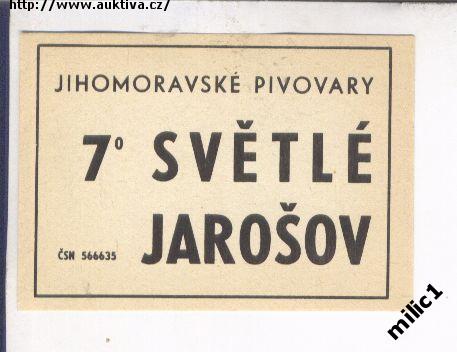 http://www.auktiva.cz/
JIHOMORAVSKÉ PIVOVARY
7° SVĚTLÉ
ČSN 566635 JAROŠOV
milic1